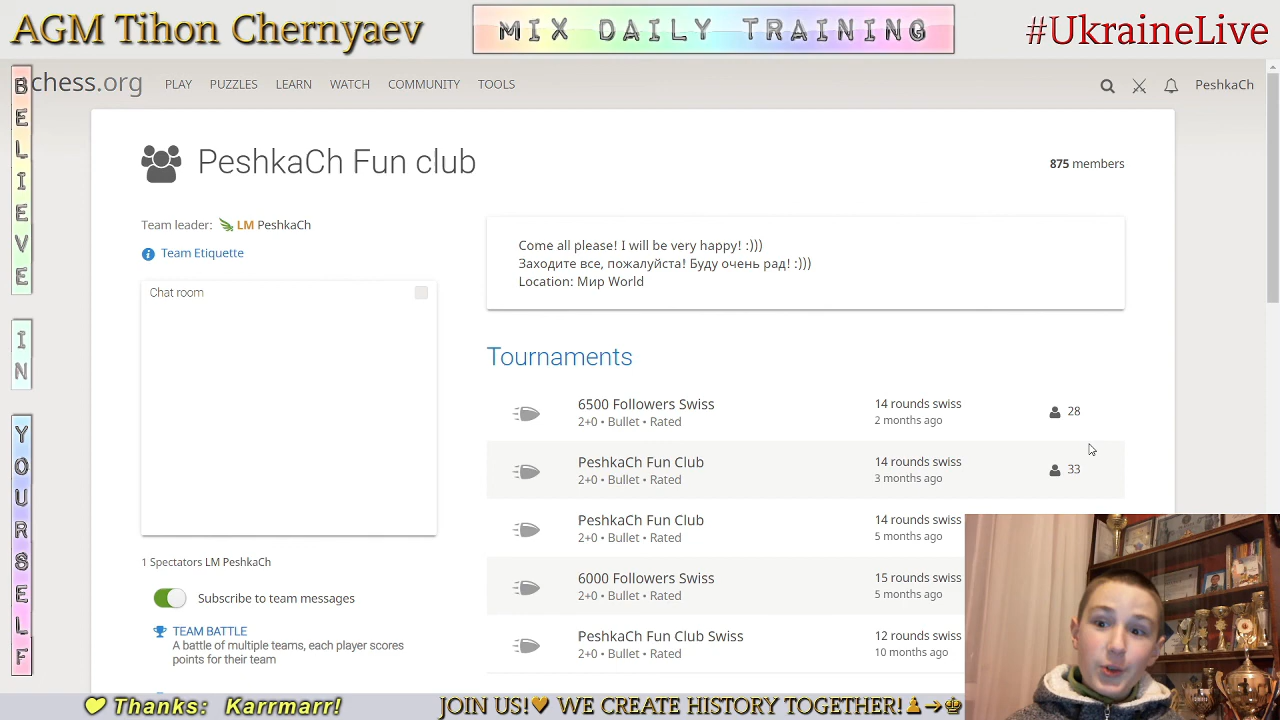 AGM Tihon Chernyaev
MIX DAILY TRAINING
#UkraineLive
BELIEVE
IN
YOURSELF
chess.org
PLAY PUZZLES LEARN WATCH COMMUNITY TOOLS
PeshkaCh
PeshkaCh Fun club
875 members
Team leader: LM PeshkaCh
Team Etiquette
Chat room
Come all please! I will be very happy! :)))
Заходите все, пожалуйста! Буду очень рад! :)))
Location: Мир World
Tournaments
6500 Followers Swiss 14 rounds swiss 28
2+0 • Bullet • Rated 2 months ago
PeshkaCh Fun Club 14 rounds swiss 33
2+0 • Bullet • Rated 3 months ago
PeshkaCh Fun Club 14 rounds swiss
2+0 • Bullet • Rated 5 months ago
6000 Followers Swiss 15 rounds swiss
2+0 • Bullet • Rated 5 months ago
PeshkaCh Fun Club Swiss 12 rounds swiss
2+0 • Bullet • Rated 10 months ago
1 Spectators LM PeshkaCh
Subscribe to team messages
TEAM BATTLE
A battle of multiple teams, each player scores
points for their team
Thanks: Karrmarr!
JOIN US!🧡 WE CREATE HISTORY TOGETHER!♟→♚